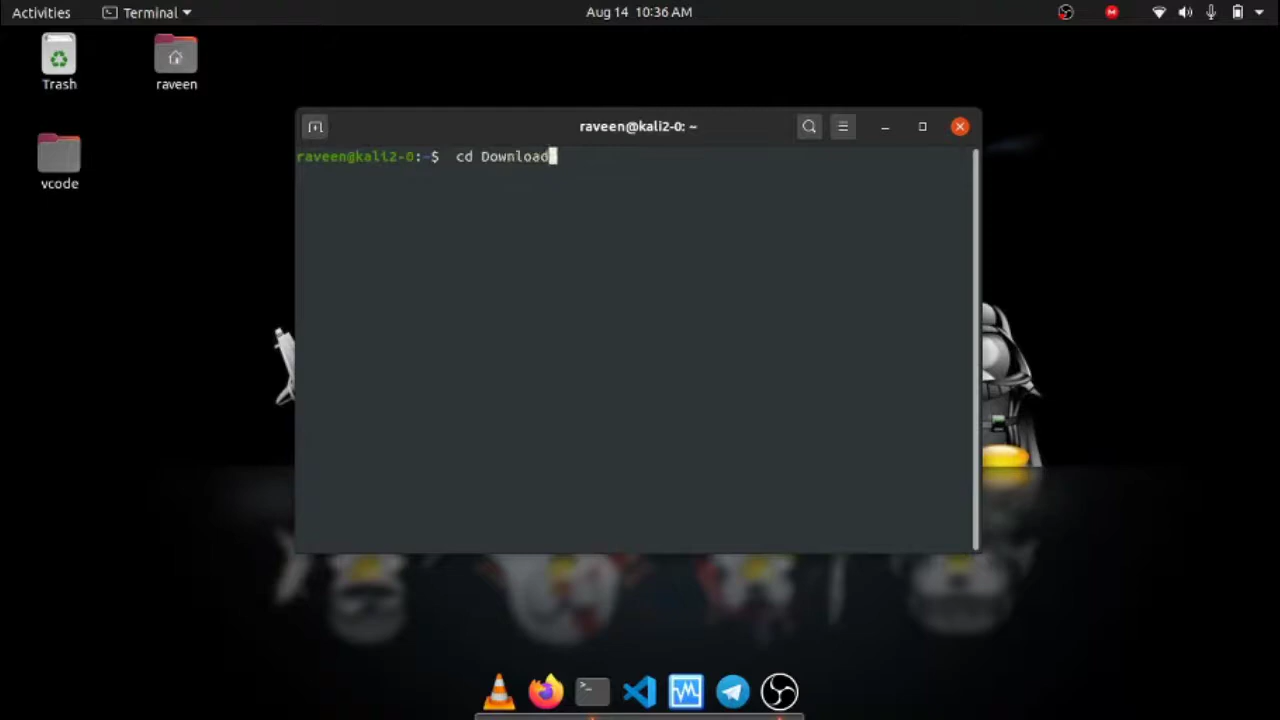 Activities Terminal Aug 14 10:36 AM
Trash raveen
vcode
raveen@kali2-0: ~
raveen@kali2-0:~$ cd Download